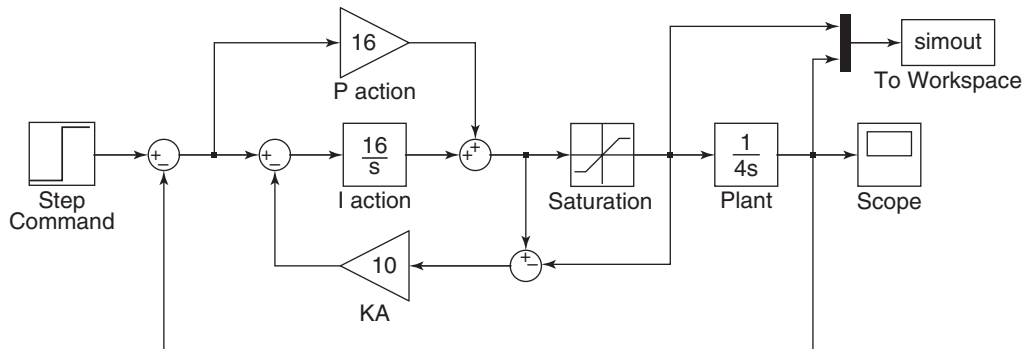 16
P action
simout
To Workspace
+
−
+
−
16
s
+
+
1
4s
Step
Command
I action
Saturation
Plant
Scope
+
−
10
KA